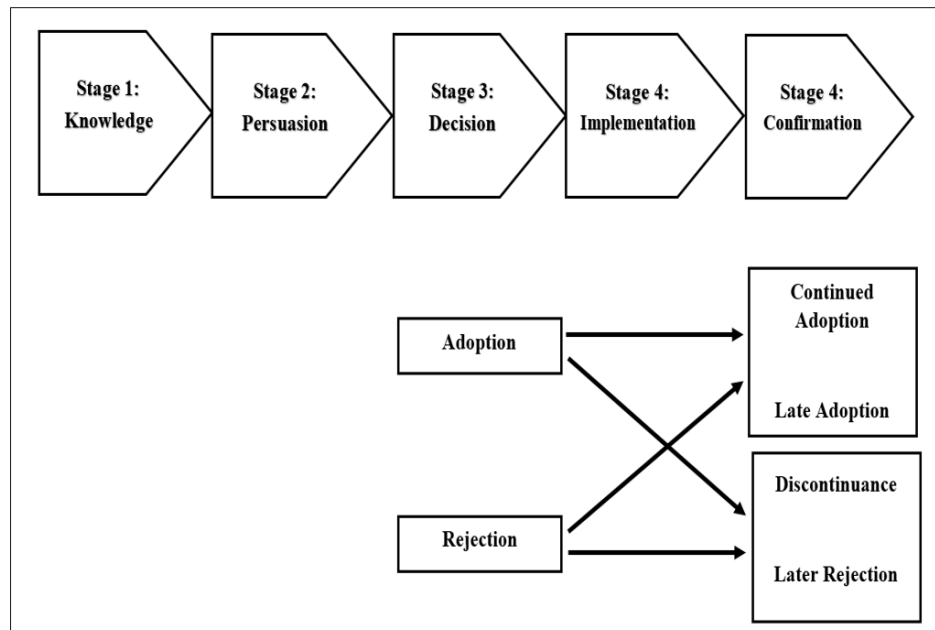 Stage 1:
Knowledge
Stage 2:
Persuasion
Stage 3:
Decision
Stage 4:
Implementation
Stage 4:
Confirmation
Adoption
Continued
Adoption
Late Adoption
Rejection
Discontinuance
Later Rejection